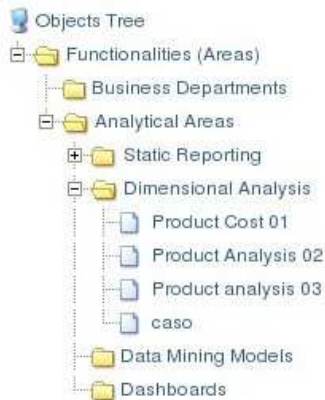 Objects Tree
Functionalities (Areas)
Business Departments
Analytical Areas
Static Reporting
Dimensional Analysis
Product Cost 01
Product Analysis 02
Product analysis 03
caso
Data Mining Models
Dashboards